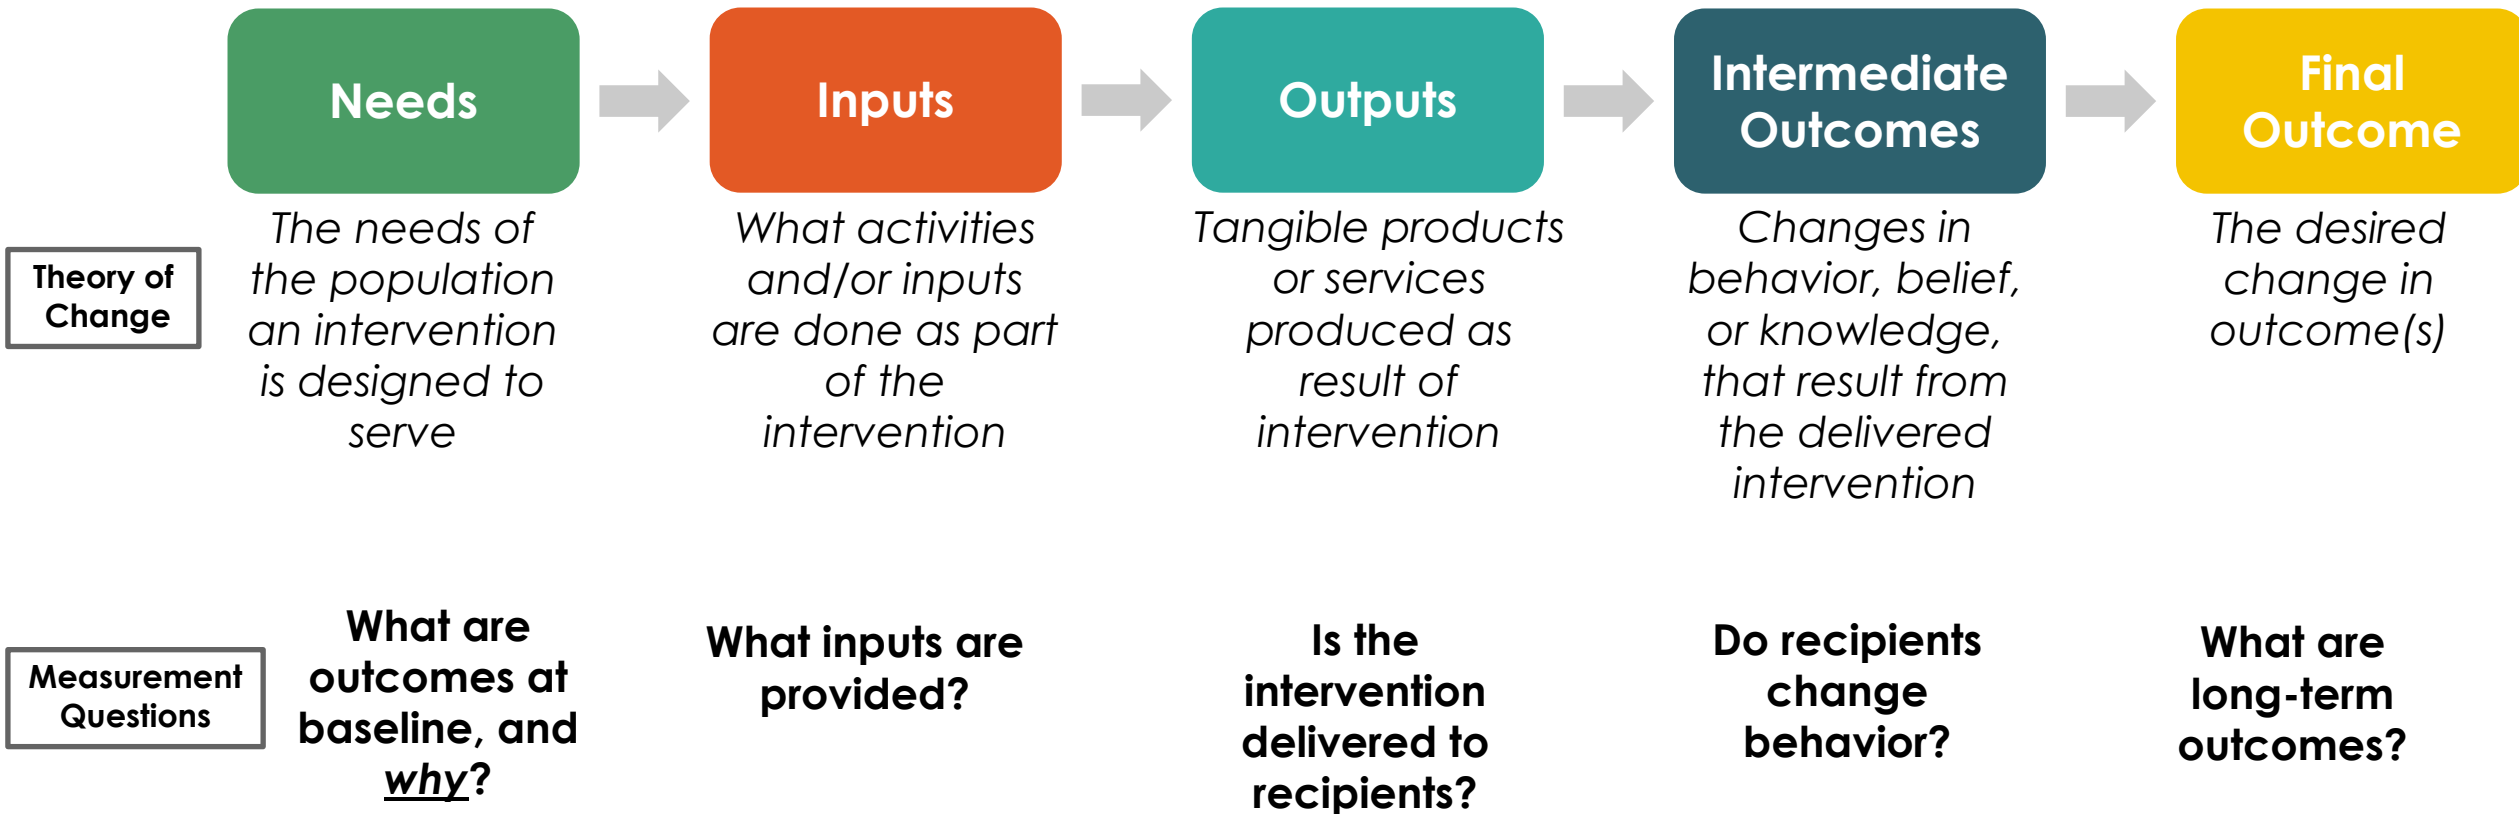 Needs
Inputs
Outputs
Intermediate
Outcomes
Final
Outcome
Theory of
Change
The needs of
the population
an intervention
is designed to
serve
What activities
and/or inputs
are done as part
of the
intervention
Tangible products
or services
produced as
result of
intervention
Changes in
behavior, belief,
or knowledge,
that result from
the delivered
intervention
The desired
change in
outcome(s)
Measurement
Questions
What are
outcomes at
baseline, and
why?
What inputs are
provided?
Is the
intervention
delivered to
recipients?
Do recipients
change
behavior?
What are
long-term
outcomes?